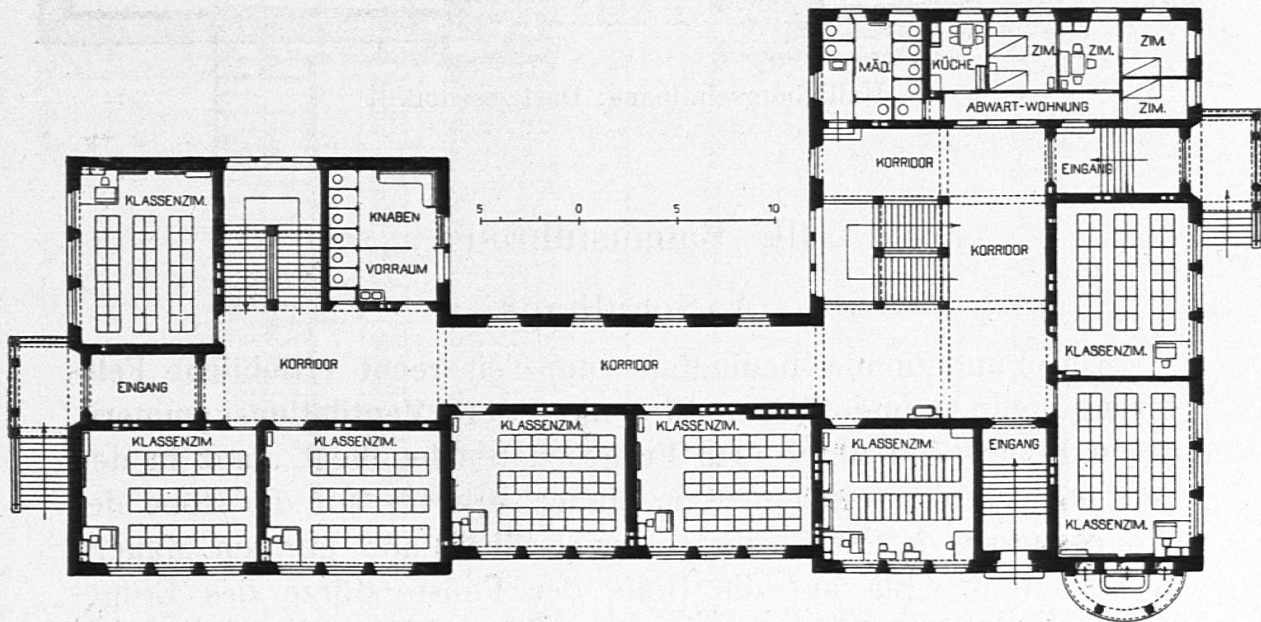 MÄD.
KÜCHE
ZIM.
ZIM.
ZIM.
ABWART-WOHNUNG
ZIM.
KORRIDOR
EINGANG
KLASSENZIM.
KNABEN
VORRAUM
5 0 5 10
KORRIDOR
KLASSENZIM.
EINGANG
KORRIDOR
KORRIDOR
KLASSENZIM.
KLASSENZIM.
KLASSENZIM.
KLASSENZIM.
KLASSENZIM.
EINGANG
KLASSENZIM.